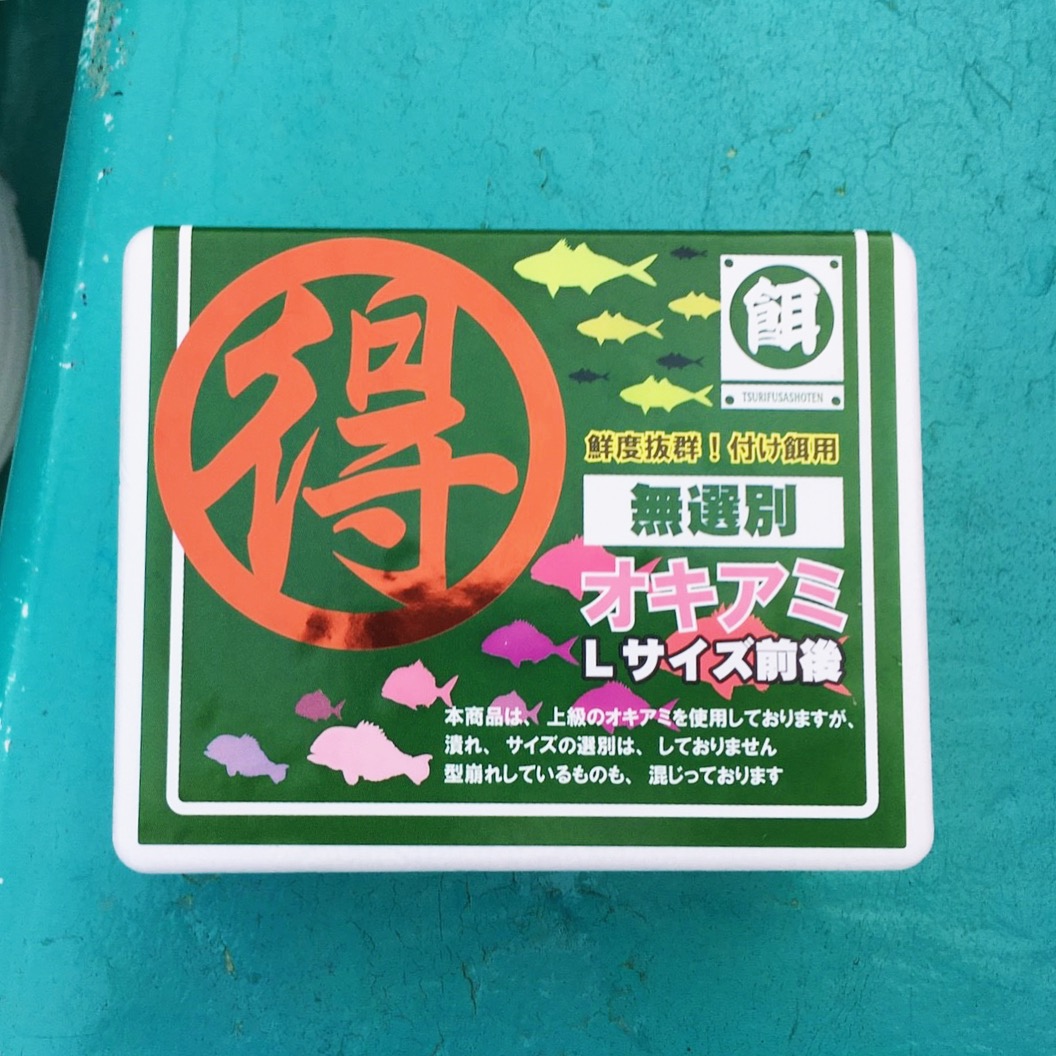 得
餌
TSURIFUSASHOTEN
鮮度抜群！付け餌用
無選別
オキアミ
Lサイズ前後
本商品は、上級のオキアミを使用しておりますが、
潰れ、サイズの選別は、しておりません
型崩れしているものも、混じっております